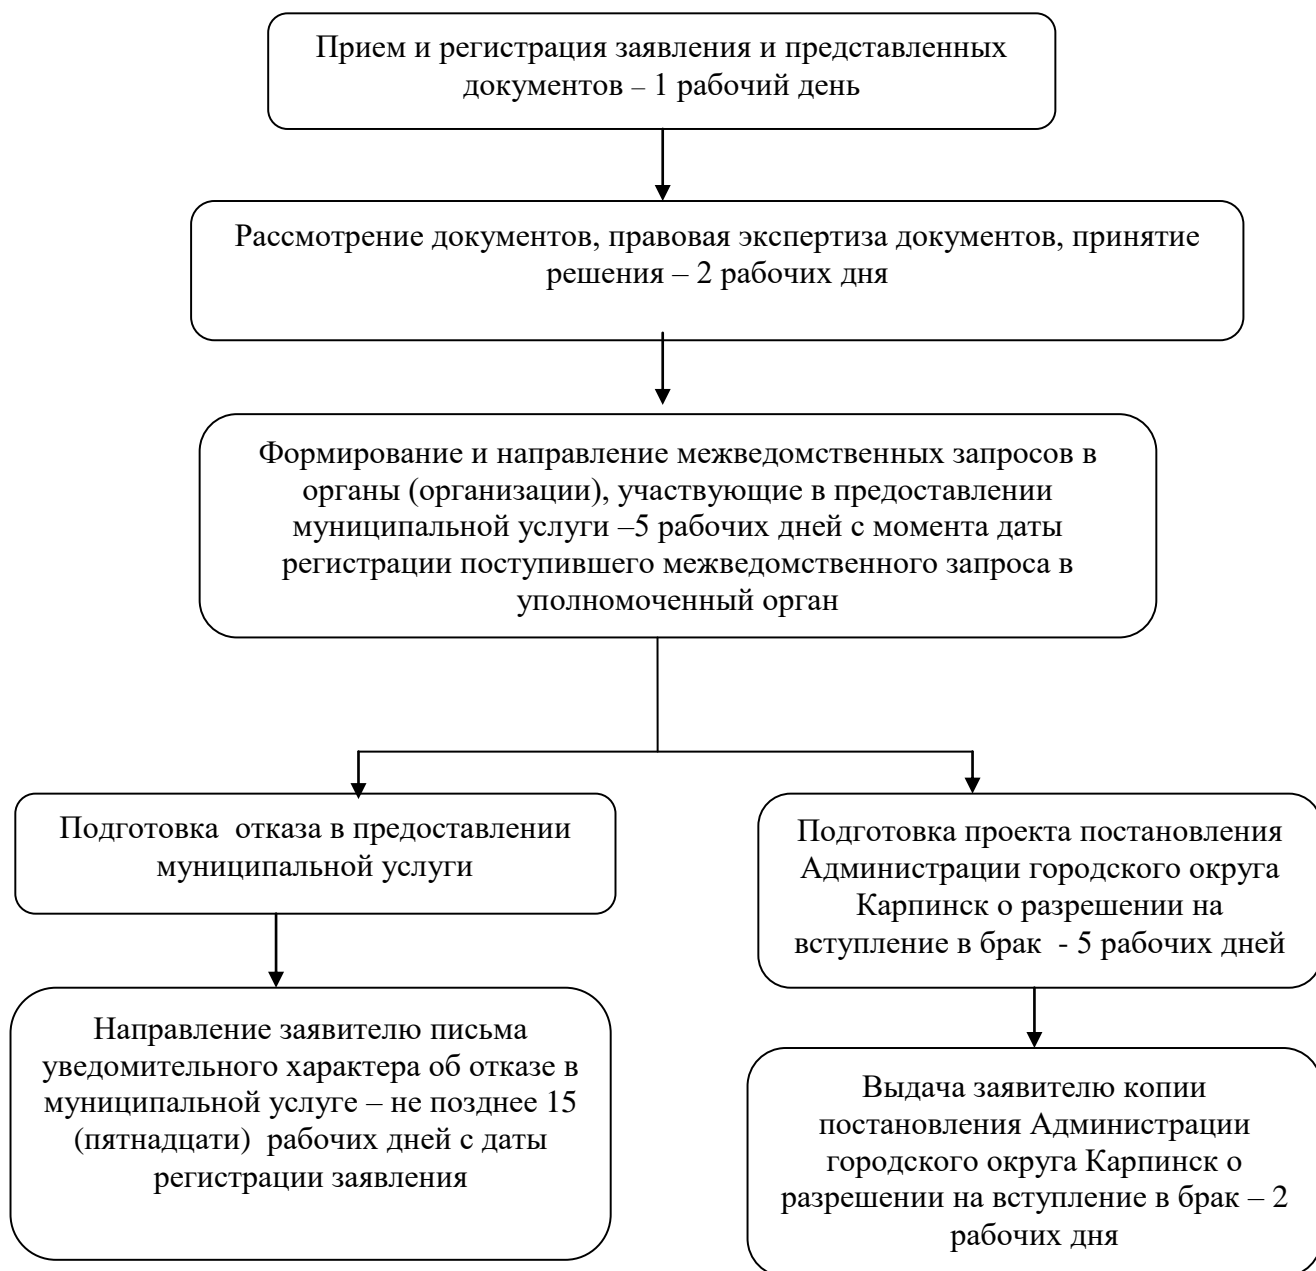 Прием и регистрация заявления и представленных
документов – 1 рабочий день
Рассмотрение документов, правовая экспертиза документов, принятие
решения – 2 рабочих дня
Формирование и направление межведомственных запросов в
органы (организации), участвующие в предоставлении
муниципальной услуги –5 рабочих дней с момента даты
регистрации поступившего межведомственного запроса в
уполномоченный орган
Подготовка  отказа в предоставлении
муниципальной услуги
Направление заявителю письма
уведомительного характера об отказе в
муниципальной услуге – не позднее 15
(пятнадцати)  рабочих дней с даты
регистрации заявления
Подготовка проекта постановления
Администрации городского округа
Карпинск о разрешении на
вступление в брак  - 5 рабочих дней
Выдача заявителю копии
постановления Администрации
городского округа Карпинск о
разрешении на вступление в брак – 2
рабочих дня